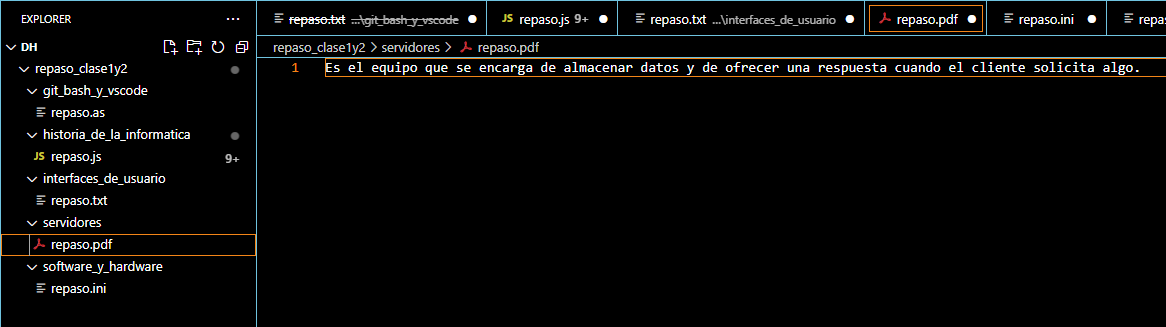 EXPLORER ...
DH
repaso_clase1y2
git_bash_y_vscode
repaso.as
historia_de_la_informatica
JS repaso.js 9+
interfaces_de_usuario
repaso.txt
servidores
repaso.pdf
software_y_hardware
repaso.ini
repaso.txt ...\git_bash_y_vscode JS repaso.js 9+ repaso.txt ...\interfaces_de_usuario repaso.pdf repaso.ini repa
repaso_clase1y2 > servidores > repaso.pdf
1 Es el equipo que se encarga de almacenar datos y de ofrecer una respuesta cuando el cliente solicita algo.